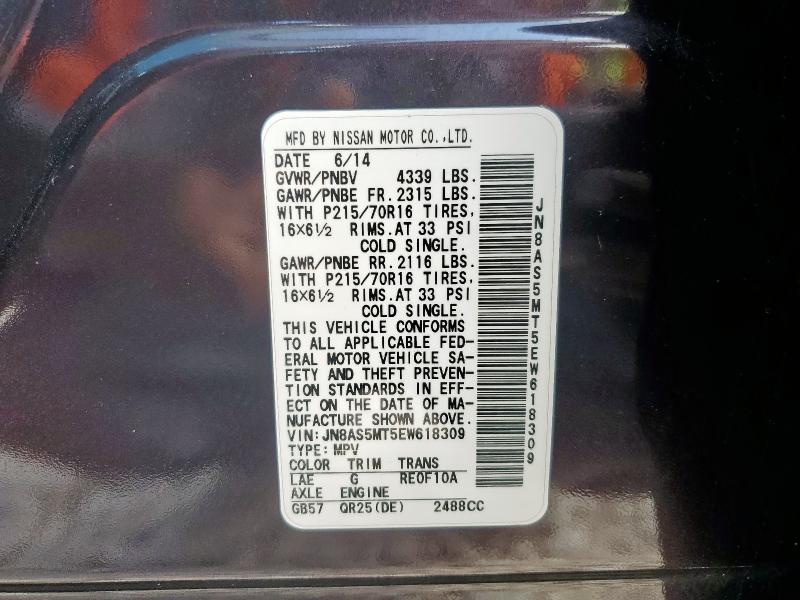 MFD BY NISSAN MOTOR CO.,LTD.
DATE 6/14
GVWR/PNBV 4339 LBS.
GAWR/PNBE FR.2315 LBS.
WITH P215/70R16 TIRES,
16X6½ RIMS.AT 33 PSI
COLD SINGLE.
GAWR/PNBE RR.2116 LBS.
WITH P215/70R16 TIRES,
16X6½ RIMS.AT 33 PSI
COLD SINGLE.
THIS VEHICLE CONFORMS
TO ALL APPLICABLE FED-
ERAL MOTOR VEHICLE SA-
FETY AND THEFT PREVEN-
TION STANDARDS IN EFF-
ECT ON THE DATE OF MA-
NUFACTURE SHOWN ABOVE.
VIN:JN8AS5MT5EW618309
TYPE:MPV
COLOR TRIM TRANS
LAE G RE0F10A
AXLE ENGINE
GB57 QR25(DE) 2488CC
JN8AS5MT5EW618309